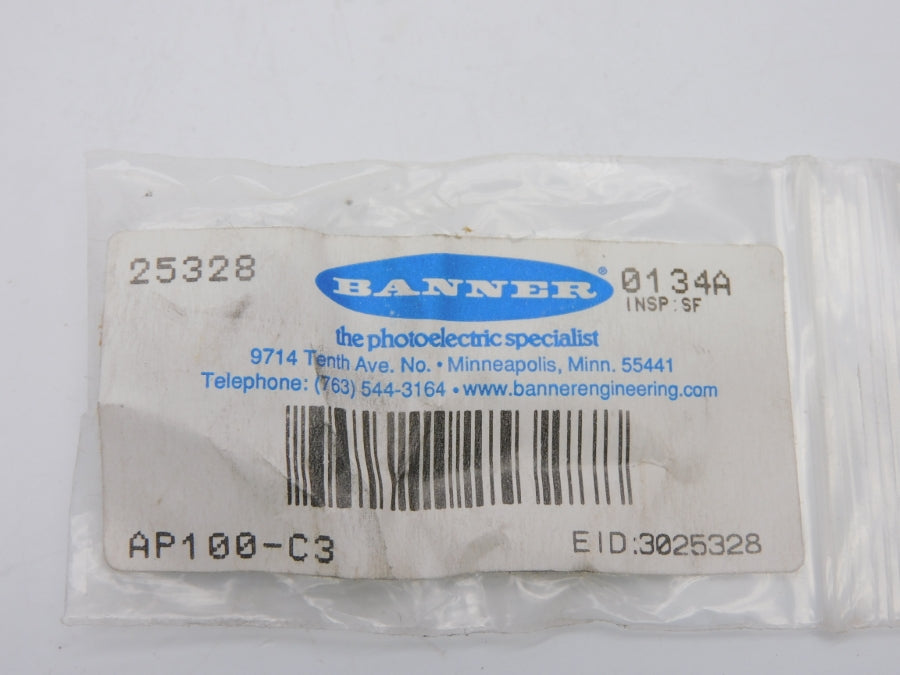 25328
BANNER®
0134A
INSP:SF
the photoelectric specialist
9714 Tenth Ave. No. • Minneapolis, Minn. 55441
Telephone: (763) 544-3164 • www.bannerengineering.com
AP100-C3
EID:3025328